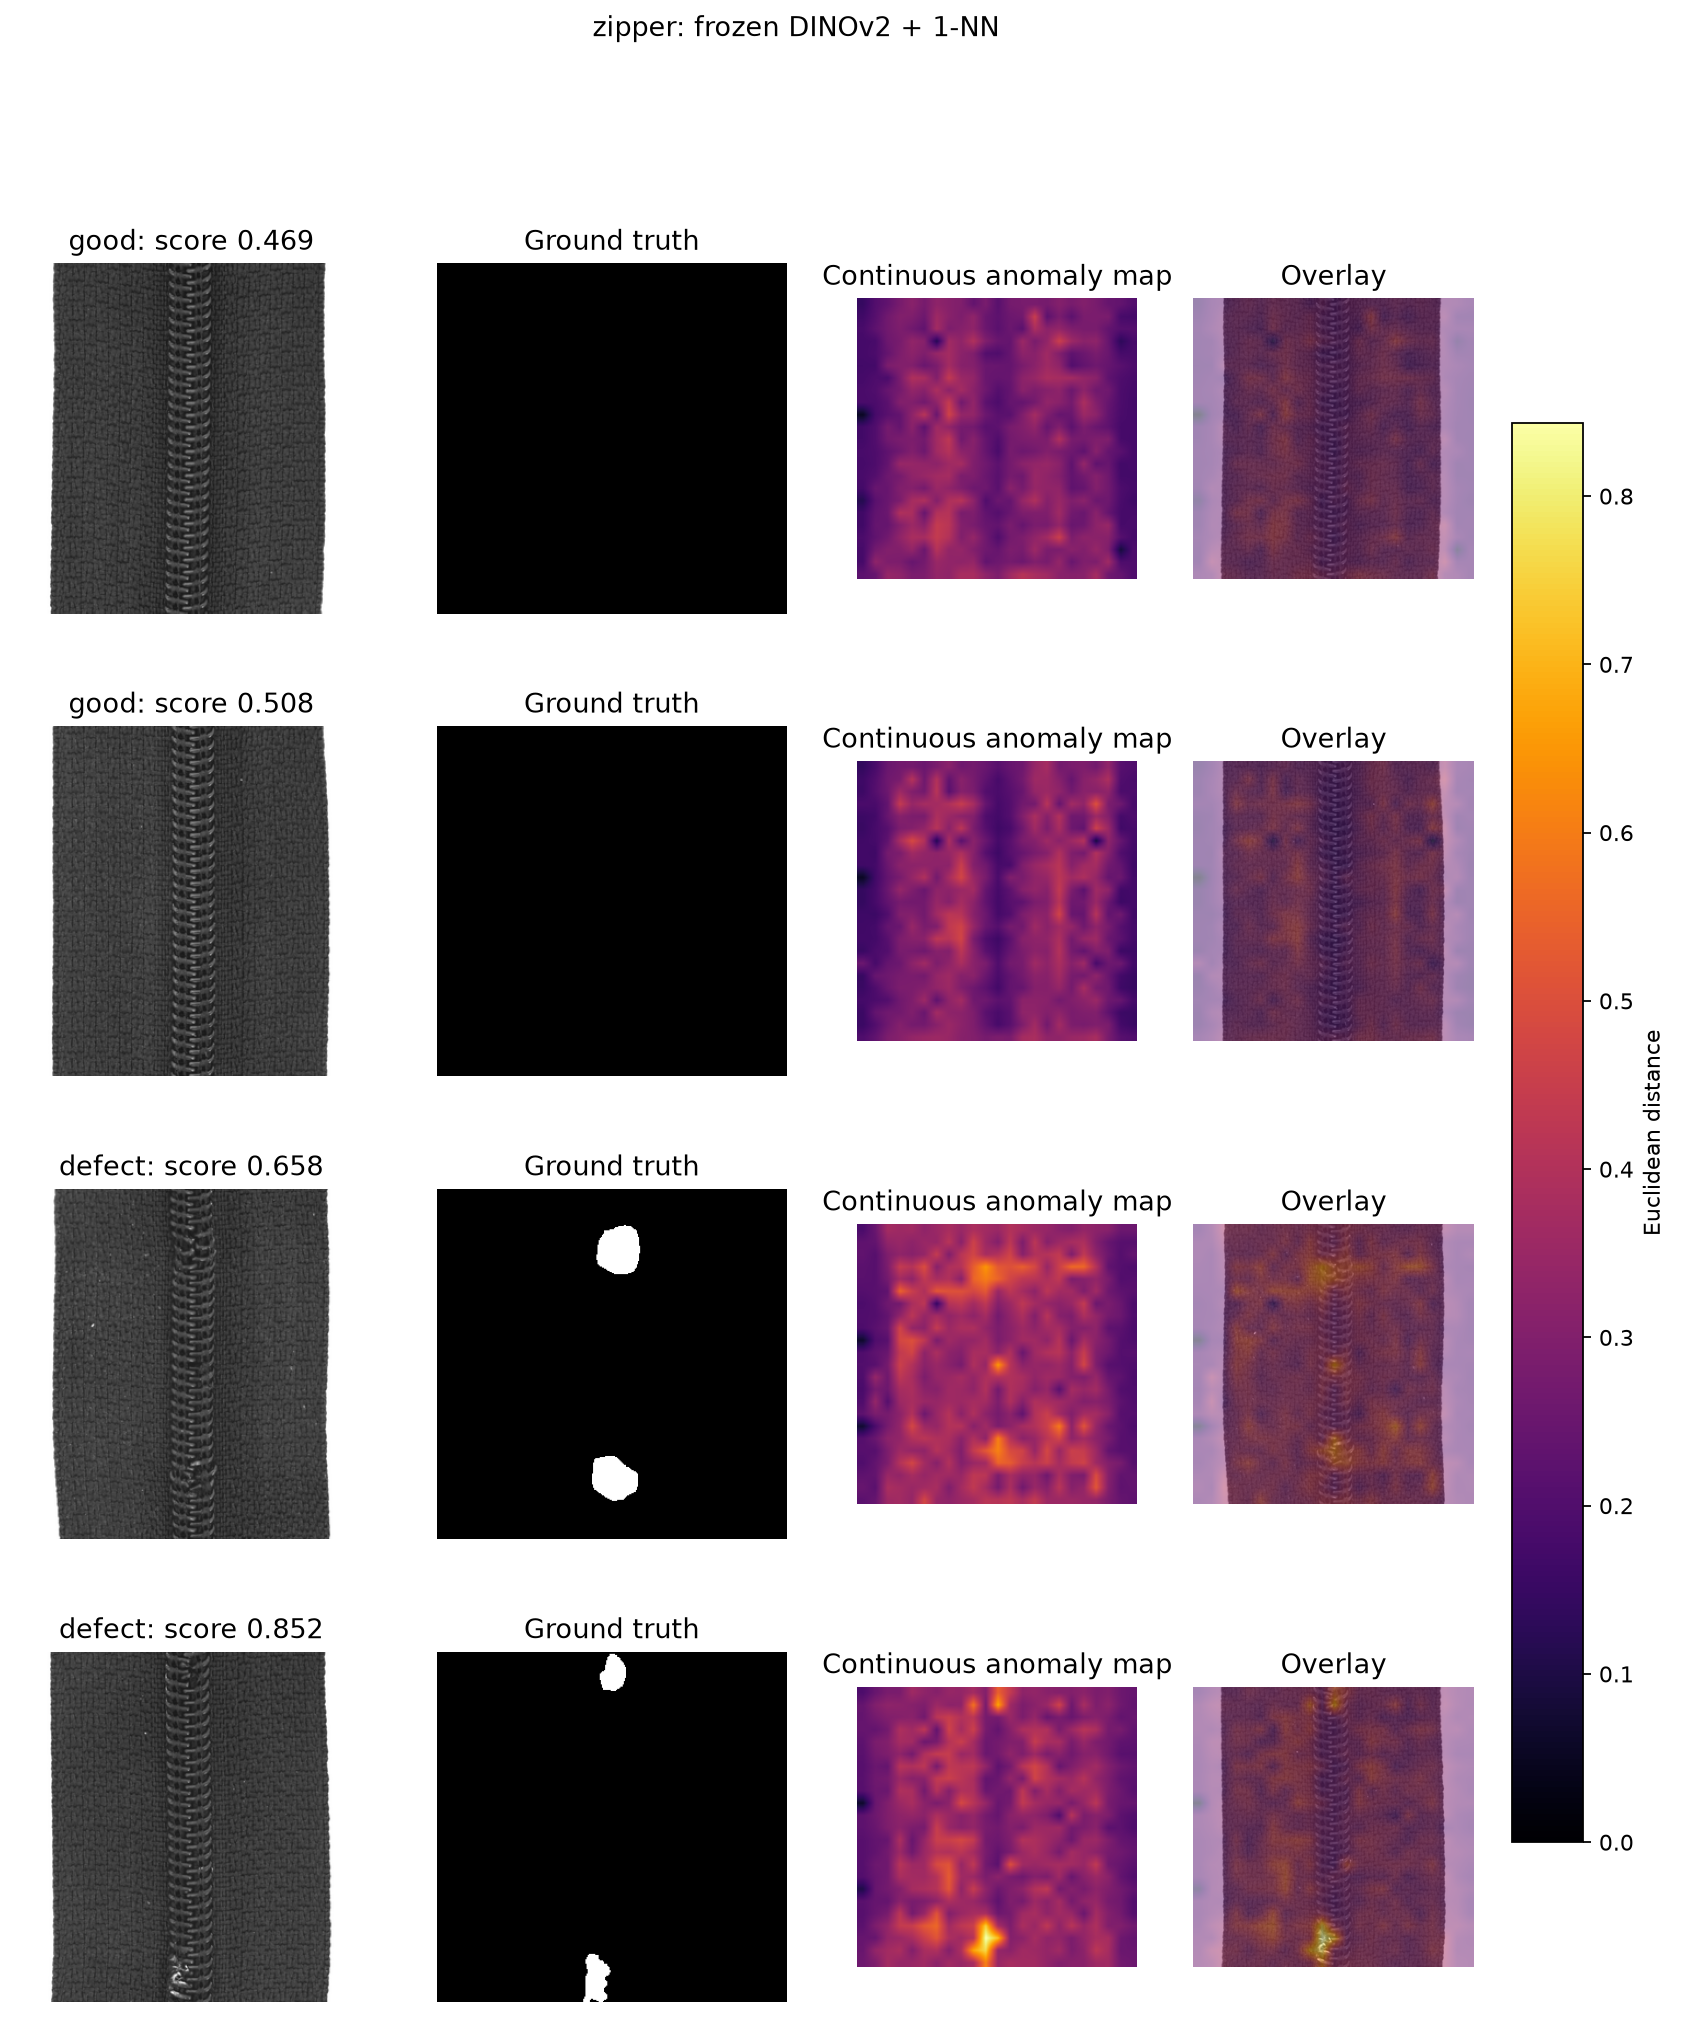 zipper: frozen DINOv2 + 1-NN
good: score 0.469
Ground truth
Continuous anomaly map
Overlay
good: score 0.508
Ground truth
Continuous anomaly map
Overlay
defect: score 0.658
Ground truth
Continuous anomaly map
Overlay
defect: score 0.852
Ground truth
Continuous anomaly map
Overlay
0.8
0.7
0.6
0.5
0.4
0.3
0.2
0.1
0.0
Euclidean distance